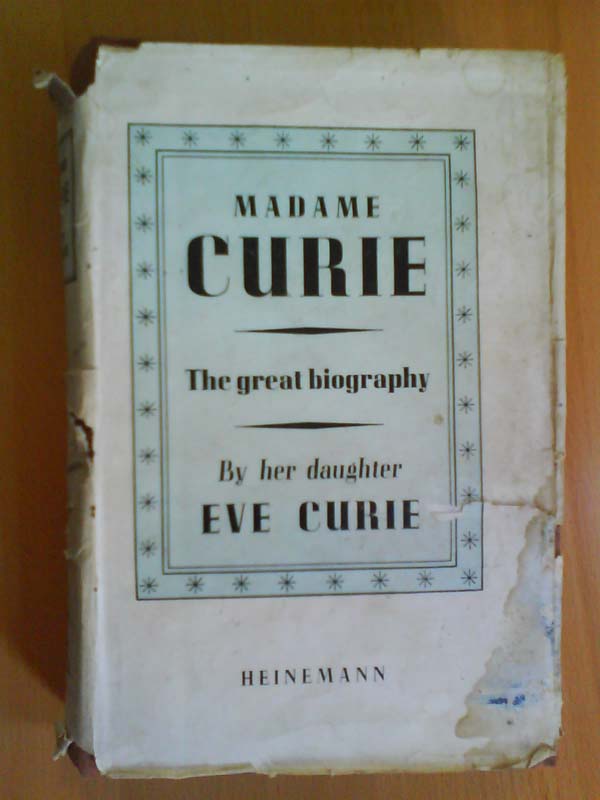 MADAME
CURIE
The great biography
By her daughter
EVE CURIE
HEINEMANN